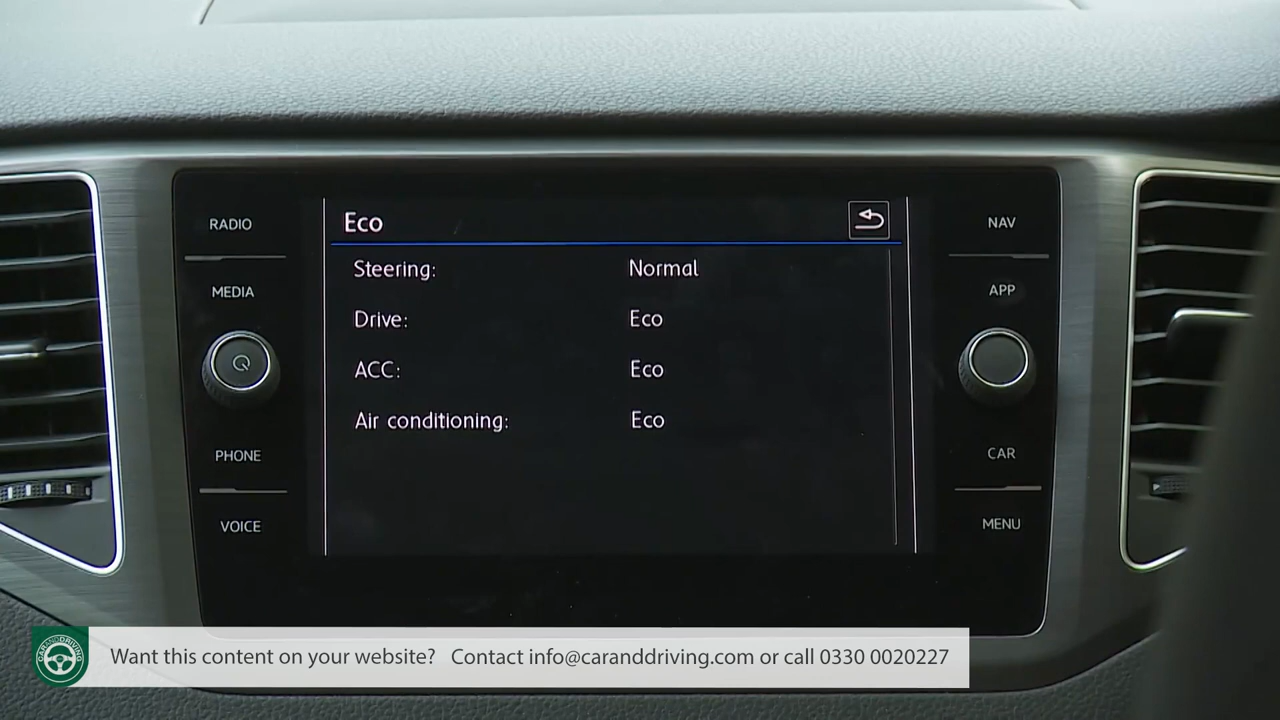 RADIO
MEDIA
PHONE
VOICE
Eco
Steering: Normal
Drive: Eco
ACC: Eco
Air conditioning: Eco
NAV
APP
CAR
MENU
CARANDDRIVING
Want this content on your website? Contact info@caranddriving.com or call 0330 0020227